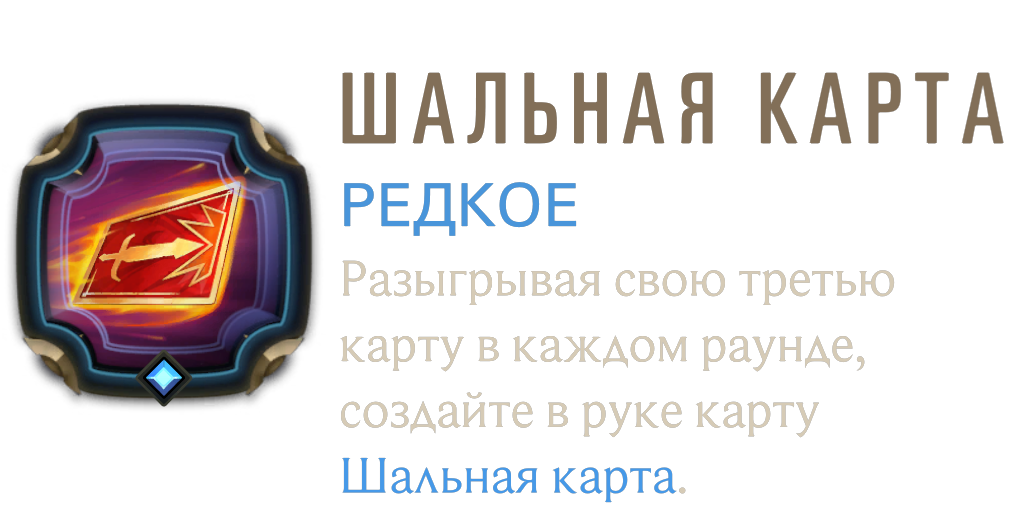 ШАЛЬНАЯ КАРТА
РЕДКОЕ
Разыгрывая свою третью
карту в каждом раунде,
создайте в руке карту
Шальная карта.